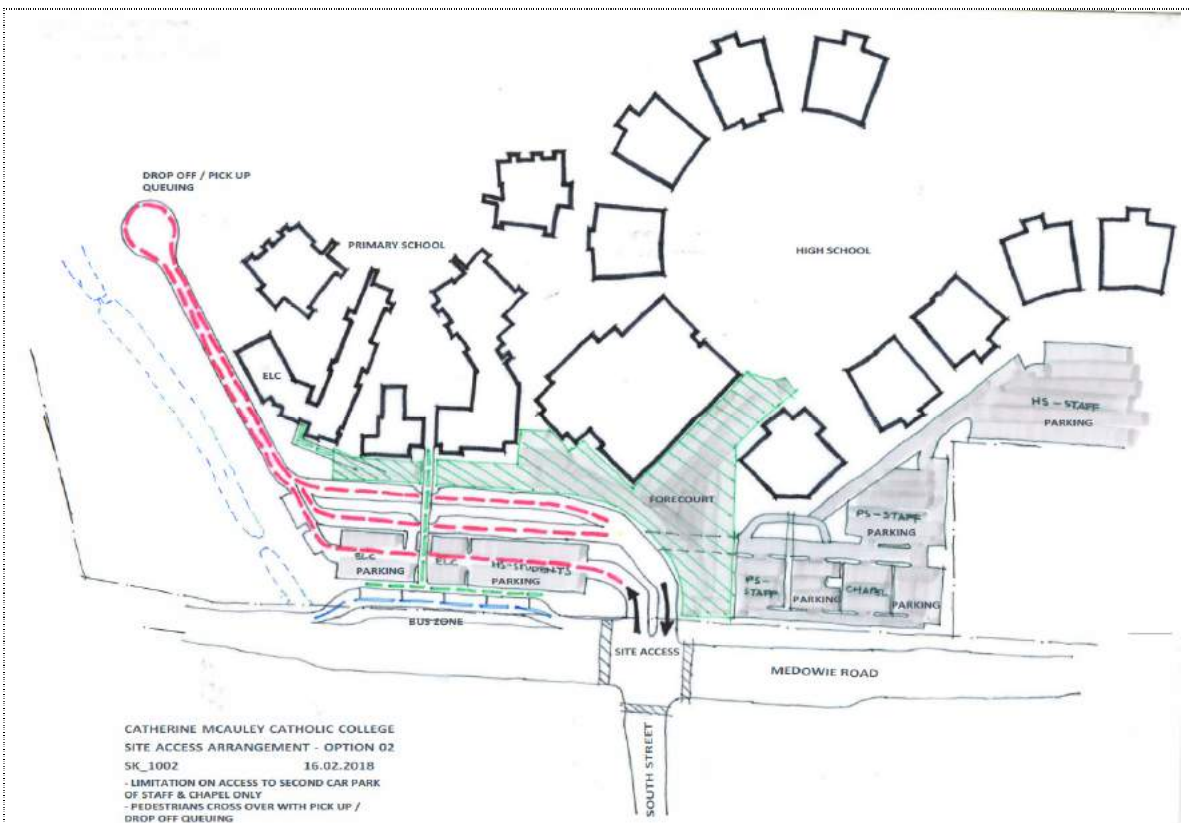 DROP OFF / PICK UP
QUEUING
PRIMARY SCHOOL
HIGH SCHOOL
ELC
HS-STAFF
PARKING
FORECOURT
PS-STAFF
PARKING
ELC
PARKING
ELC
HS-STUDENTS
PARKING
PS-
STAFF
PARKING
CHAPEL
PARKING
BUS ZONE
SITE ACCESS
MEDOWIE ROAD
SOUTH STREET
CATHERINE MCAULEY CATHOLIC COLLEGE
SITE ACCESS ARRANGEMENT - OPTION 02
SK_1002 16.02.2018
- LIMITATION ON ACCESS TO SECOND CAR PARK
OF STAFF & CHAPEL ONLY
- PEDESTRIANS CROSS OVER WITH PICK UP /
DROP OFF QUEUING